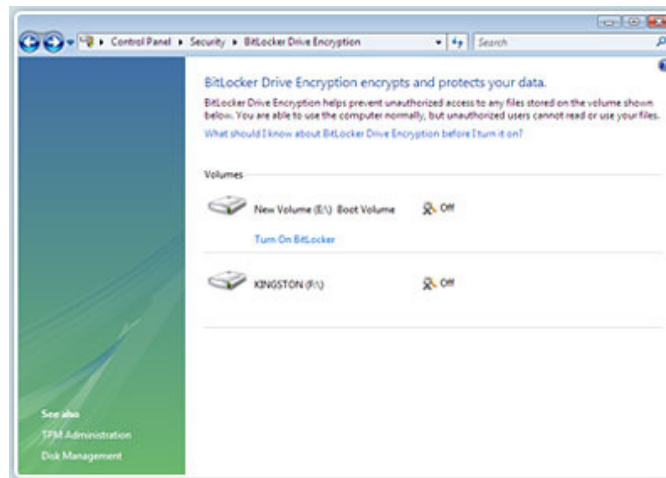 Control Panel ▸ Security ▸ BitLocker Drive Encryption
Search
BitLocker Drive Encryption encrypts and protects your data.
BitLocker Drive Encryption helps prevent unauthorized access to any files stored on the volume shown
below. You are able to use the computer normally, but unauthorized users cannot read or use your files.
What should I know about BitLocker Drive Encryption before I turn it on?
Volumes
New Volume (E:\) Boot Volume Off
Turn On BitLocker
KINGSTON (F:\) Off
See also
TPM Administration
Disk Management